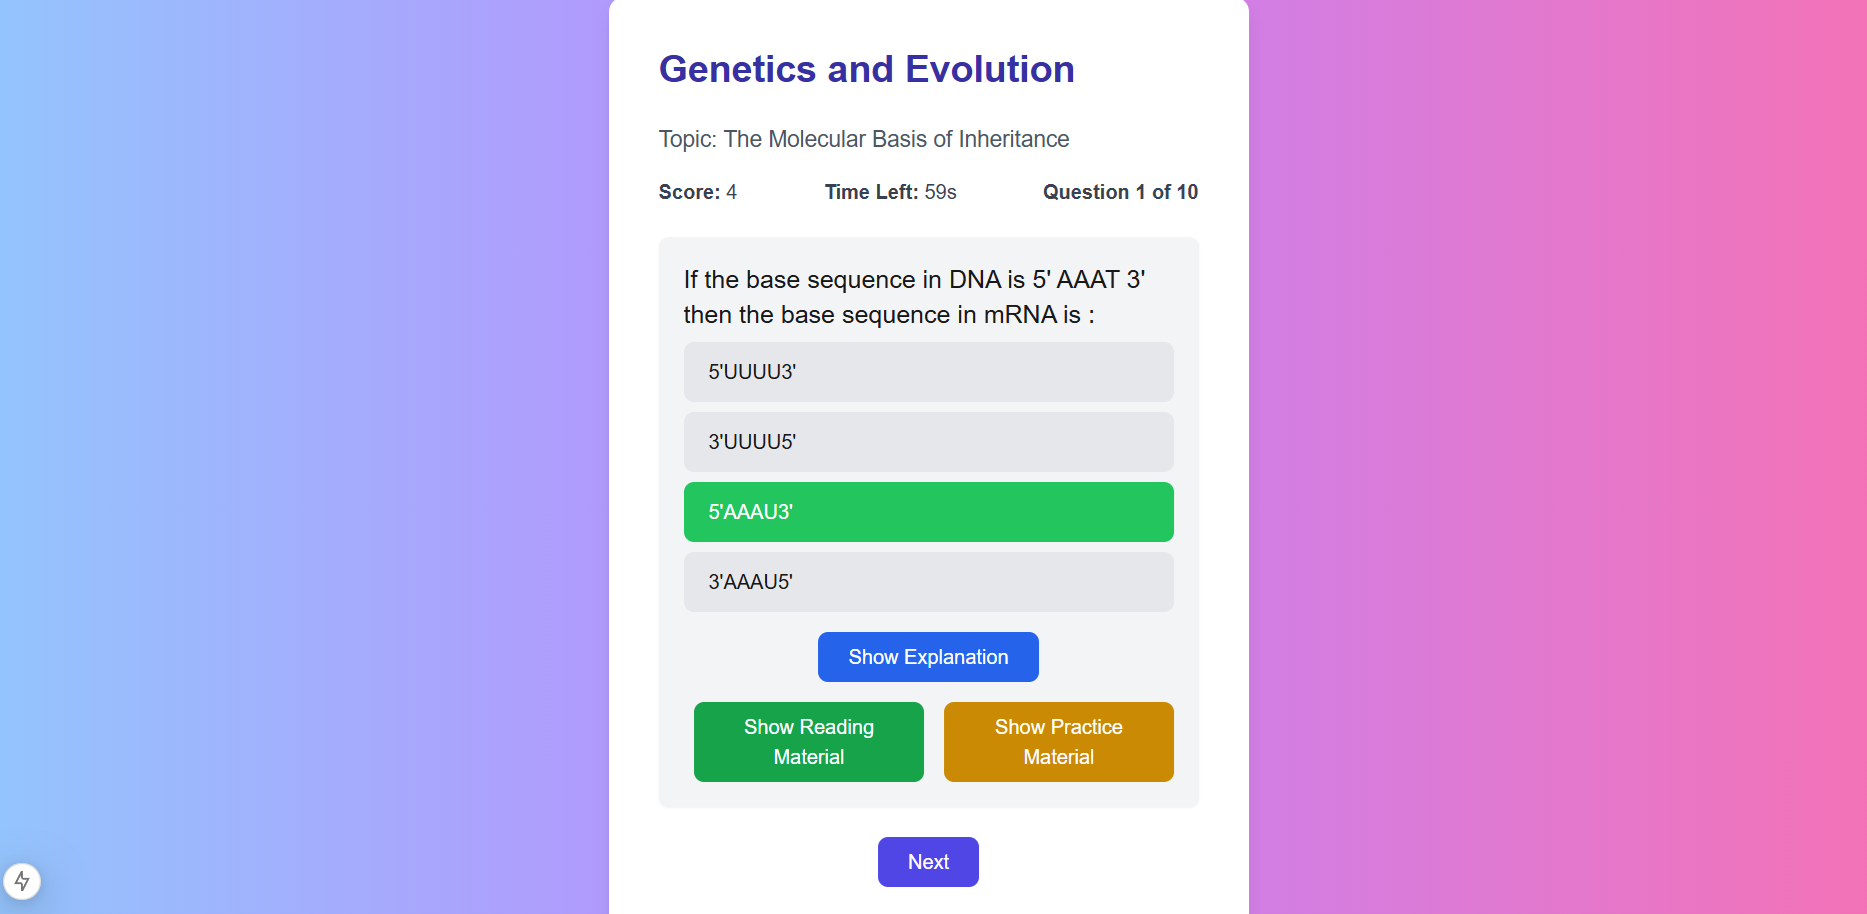 Genetics and Evolution
Topic: The Molecular Basis of Inheritance
Score: 4 Time Left: 59s Question 1 of 10
If the base sequence in DNA is 5' AAAT 3'
then the base sequence in mRNA is :
5'UUUU3'
3'UUUU5'
5'AAAU3'
3'AAAU5'
Show Explanation
Show Reading
Material
Show Practice
Material
Next